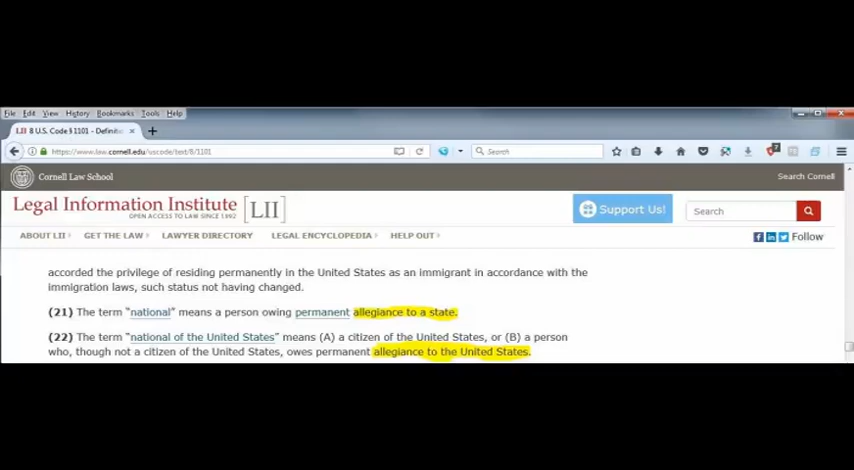 File Edit View History Bookmarks Tools Help
LII 8 U.S. Code § 1101 - Definitio
https://www.law.cornell.edu/uscode/text/8/1101
Search
7
Cornell Law School
Search Cornell
Legal Information Institute [LII]
OPEN ACCESS TO LAW SINCE 1992
Support Us!
Search
ABOUT LII GET THE LAW LAWYER DIRECTORY LEGAL ENCYCLOPEDIA HELP OUT
Follow
accorded the privilege of residing permanently in the United States as an immigrant in accordance with the
immigration laws, such status not having changed.
(21) The term “national” means a person owing permanent allegiance to a state.
(22) The term “national of the United States” means (A) a citizen of the United States, or (B) a person
who, though not a citizen of the United States, owes permanent allegiance to the United States.